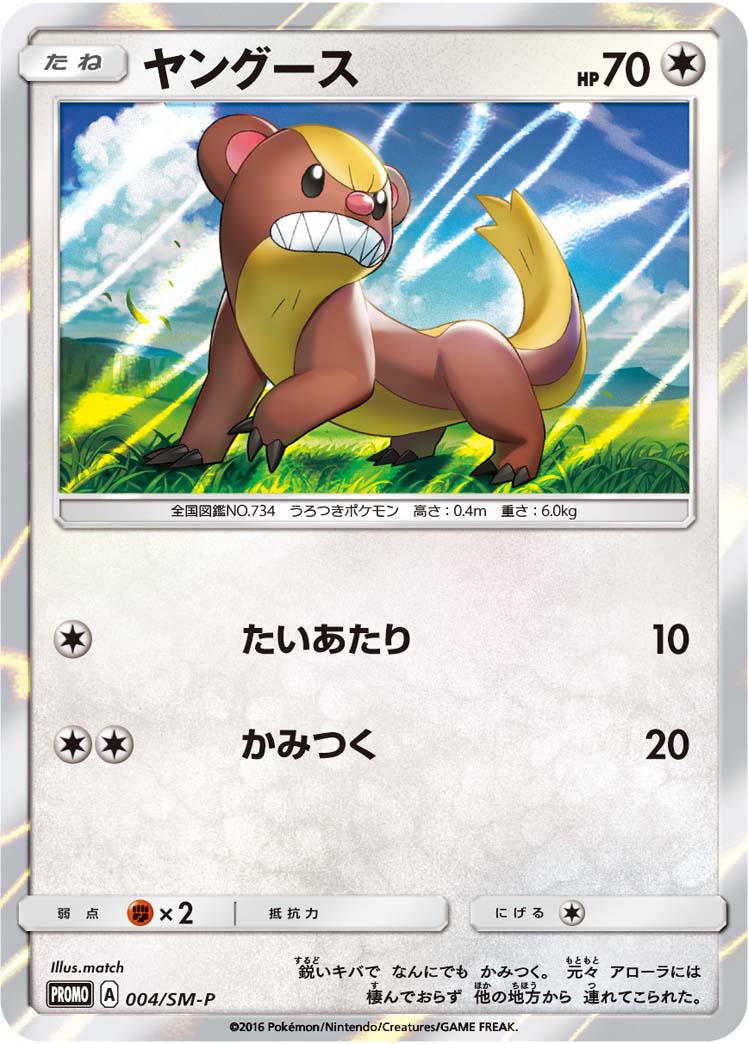 たね ヤングース HP70
全国図鑑NO.734 うろつきポケモン 高さ:0.4m 重さ:6.0kg
たいあたり 10
かみつく 20
弱点 ×2 抵抗力 にげる
Illus.match
PROMO A 004/SM-P
鋭いキバで なんにでも かみつく。 元々 アローラには
棲んでおらず 他の地方から 連れてこられた。
©2016 Pokémon/Nintendo/Creatures/GAME FREAK.